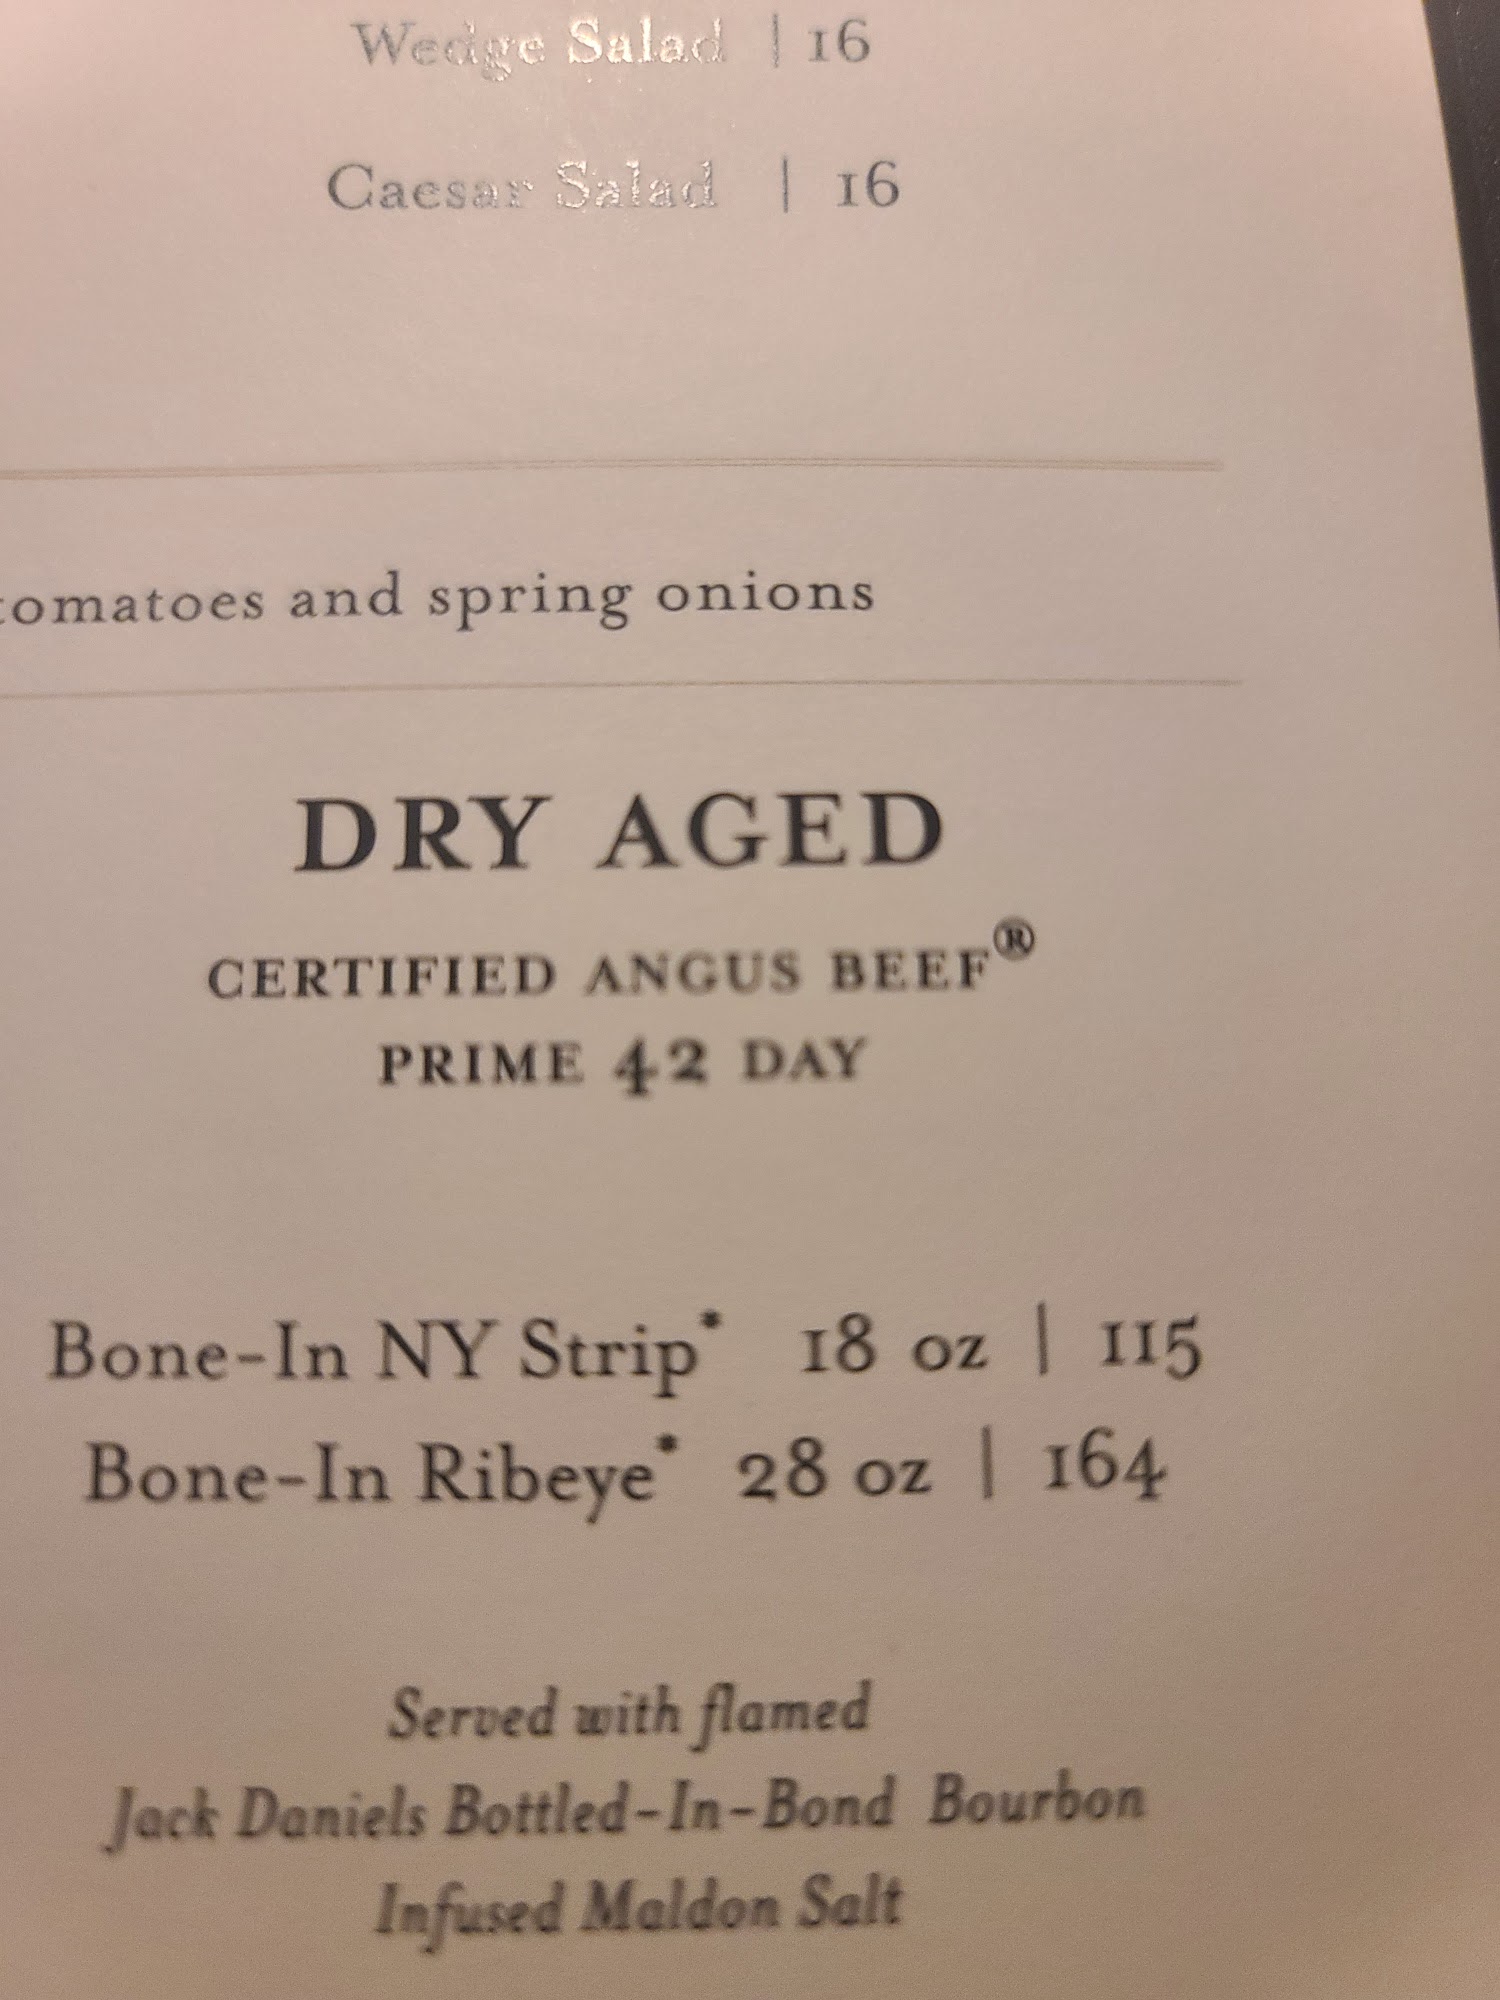 Wedge Salad | 16
Caesar Salad | 16
tomatoes and spring onions
DRY AGED
CERTIFIED ANGUS BEEF®
PRIME 42 DAY
Bone-In NY Strip* 18 oz | 115
Bone-In Ribeye* 28 oz | 164
Served with flamed
Jack Daniels Bottled-In-Bond Bourbon
Infused Maldon Salt